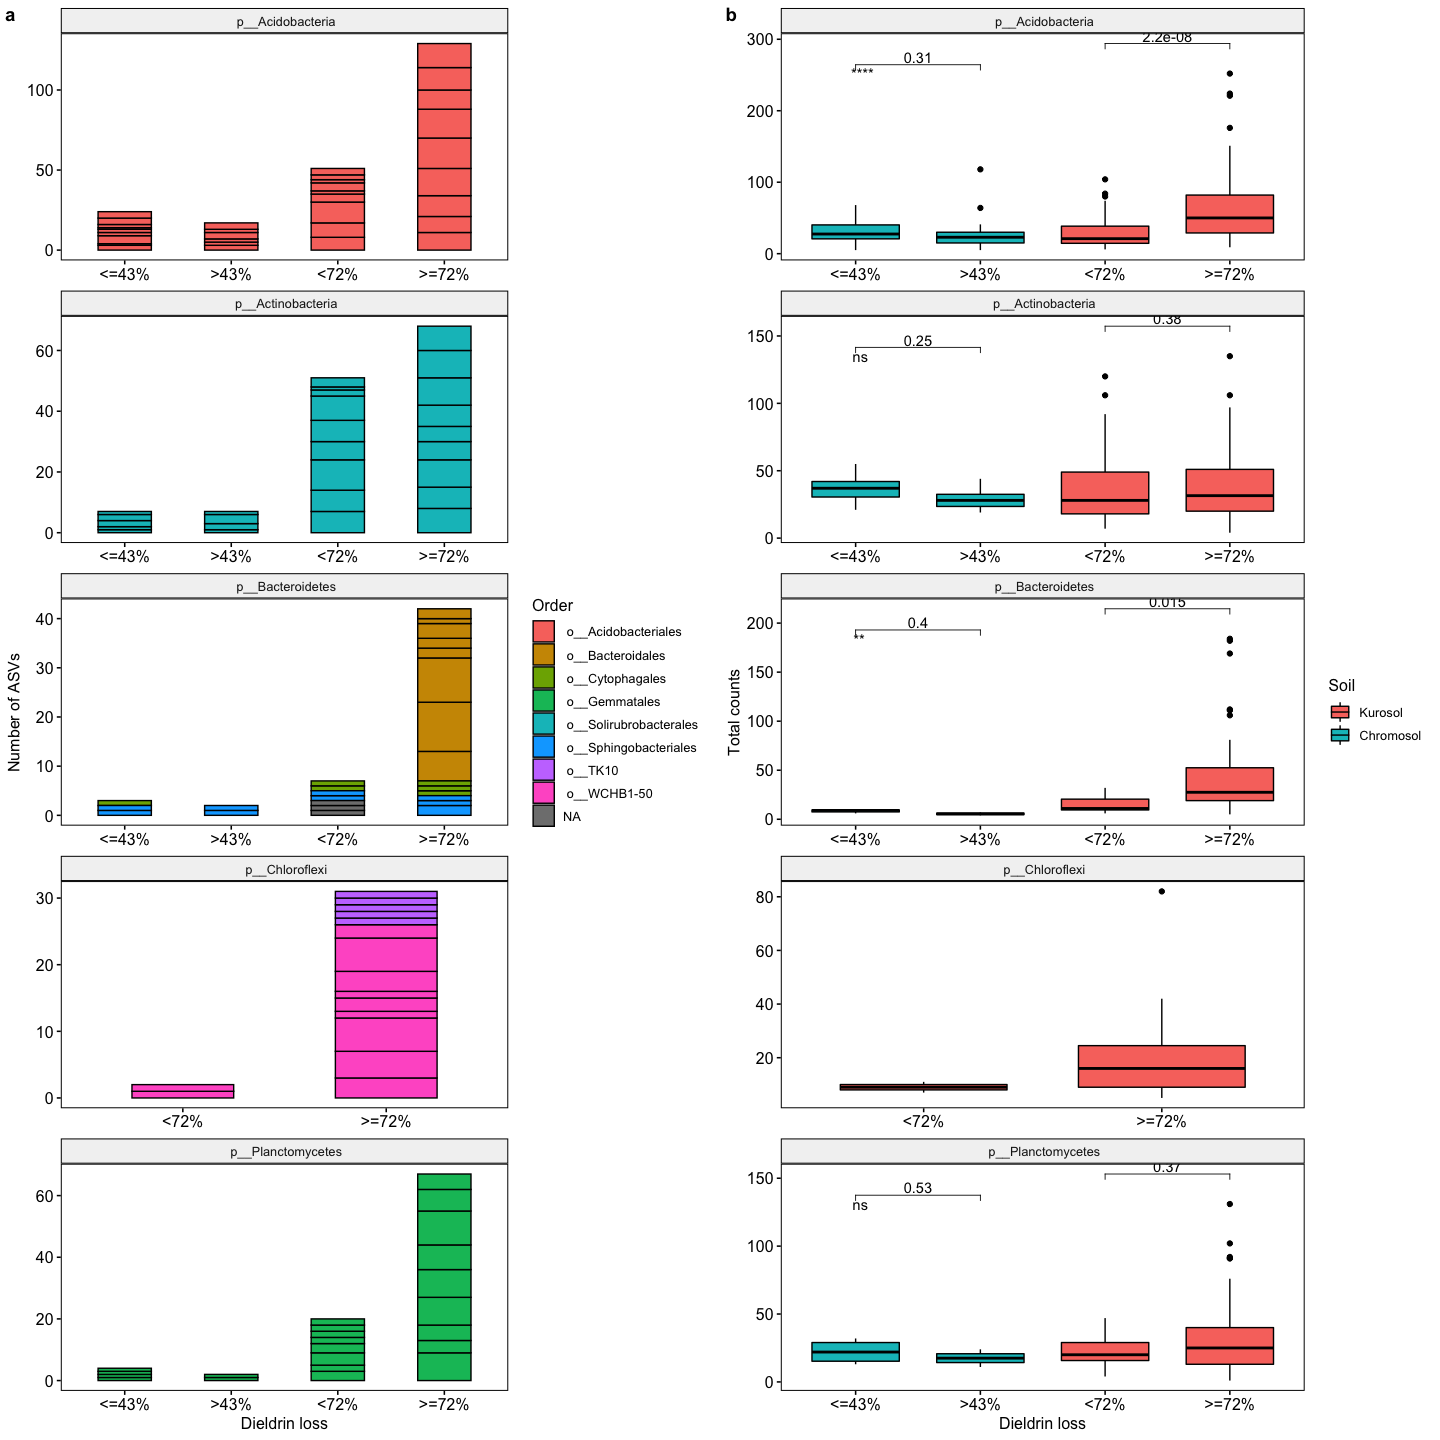 a
p__Acidobacteria
100
50
0
<=43% >43% <72% >=72%
p__Actinobacteria
60
40
20
0
<=43% >43% <72% >=72%
p__Bacteroidetes
40
30
20
10
0
<=43% >43% <72% >=72%
p__Chloroflexi
30
20
10
0
<72% >=72%
p__Planctomycetes
60
40
20
0
<=43% >43% <72% >=72%
Dieldrin loss
Number of ASVs
Order
o__Acidobacteriales
o__Bacteroidales
o__Cytophagales
o__Gemmatales
o__Solirubrobacterales
o__Sphingobacteriales
o__TK10
o__WCHB1-50
NA
b
p__Acidobacteria
300
200
100
0
2.2e-08
0.31
****
<=43% >43% <72% >=72%
p__Actinobacteria
150
100
50
0
0.38
0.25
ns
<=43% >43% <72% >=72%
p__Bacteroidetes
200
150
100
50
0
0.015
0.4
**
<=43% >43% <72% >=72%
p__Chloroflexi
80
60
40
20
<72% >=72%
p__Planctomycetes
150
100
50
0
0.37
0.53
ns
<=43% >43% <72% >=72%
Dieldrin loss
Total counts
Soil
Kurosol
Chromosol